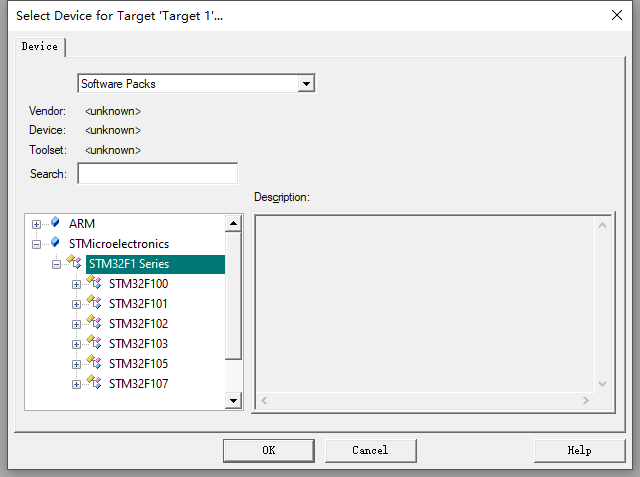 Select Device for Target 'Target 1'...
Device
Software Packs
Vendor: <unknown>
Device: <unknown>
Toolset: <unknown>
Search:
Description:
ARM
STMicroelectronics
STM32F1 Series
STM32F100
STM32F101
STM32F102
STM32F103
STM32F105
STM32F107
OK Cancel Help